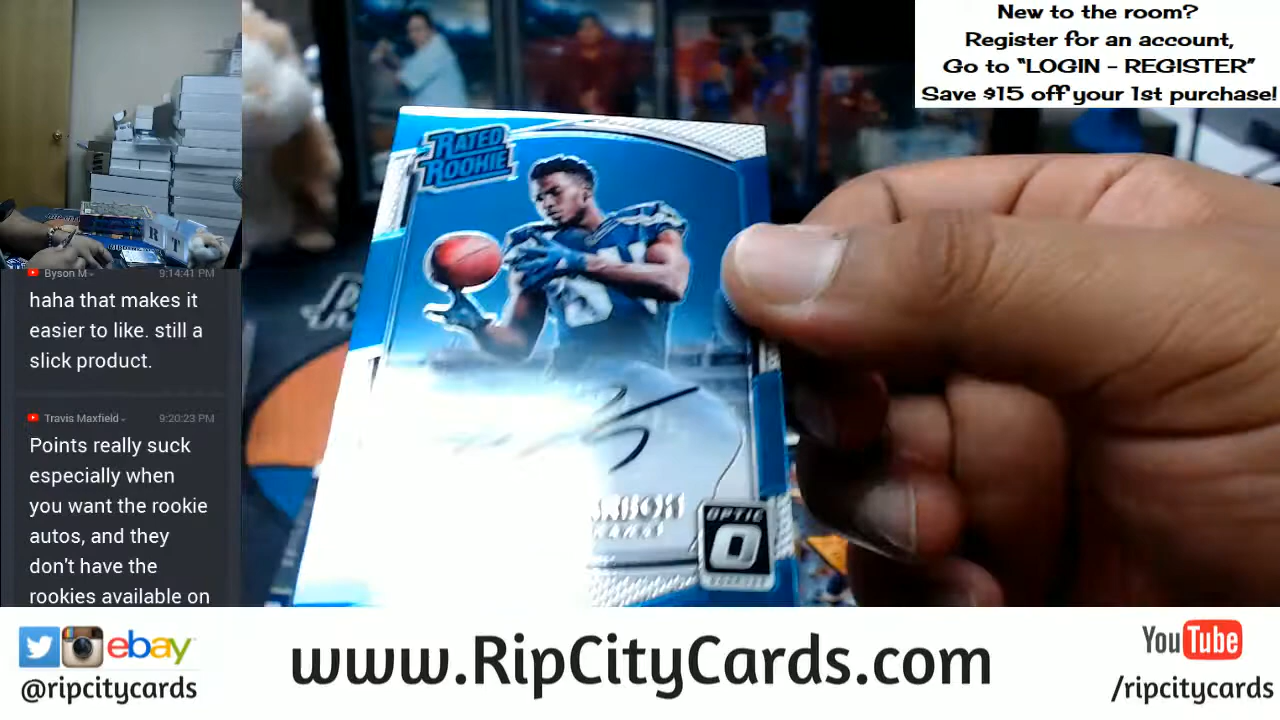 New to the room?
Register for an account,
Go to "LOGIN - REGISTER"
Save $15 off your 1st purchase!
RATED
ROOKIE
R T
Byson M
9:14:41 PM
haha that makes it
easier to like. still a
slick product.
Travis Maxfield
9:20:23 PM
Points really suck
especially when
you want the rookie
autos, and they
don't have the
rookies available on
OPTIC
ebay
@ripcitycards
www.RipCityCards.com
YouTube
/ripcitycards